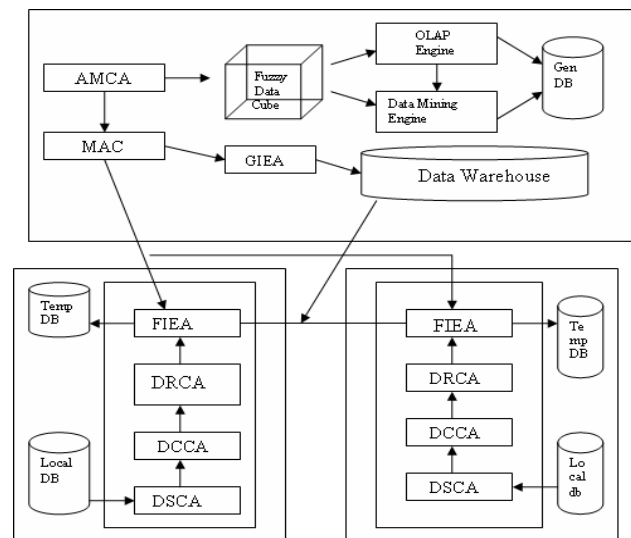 AMCA
Fuzzy
Data
Cube
OLAP
Engine
Data Mining
Engine
Gen
DB
MAC
GIEA
Data Warehouse
Temp
DB
FIEA
DRCA
DCCA
DSCA
Local
DB
FIEA
DRCA
DCCA
DSCA
Te
mp
DB
Lo
cal
db